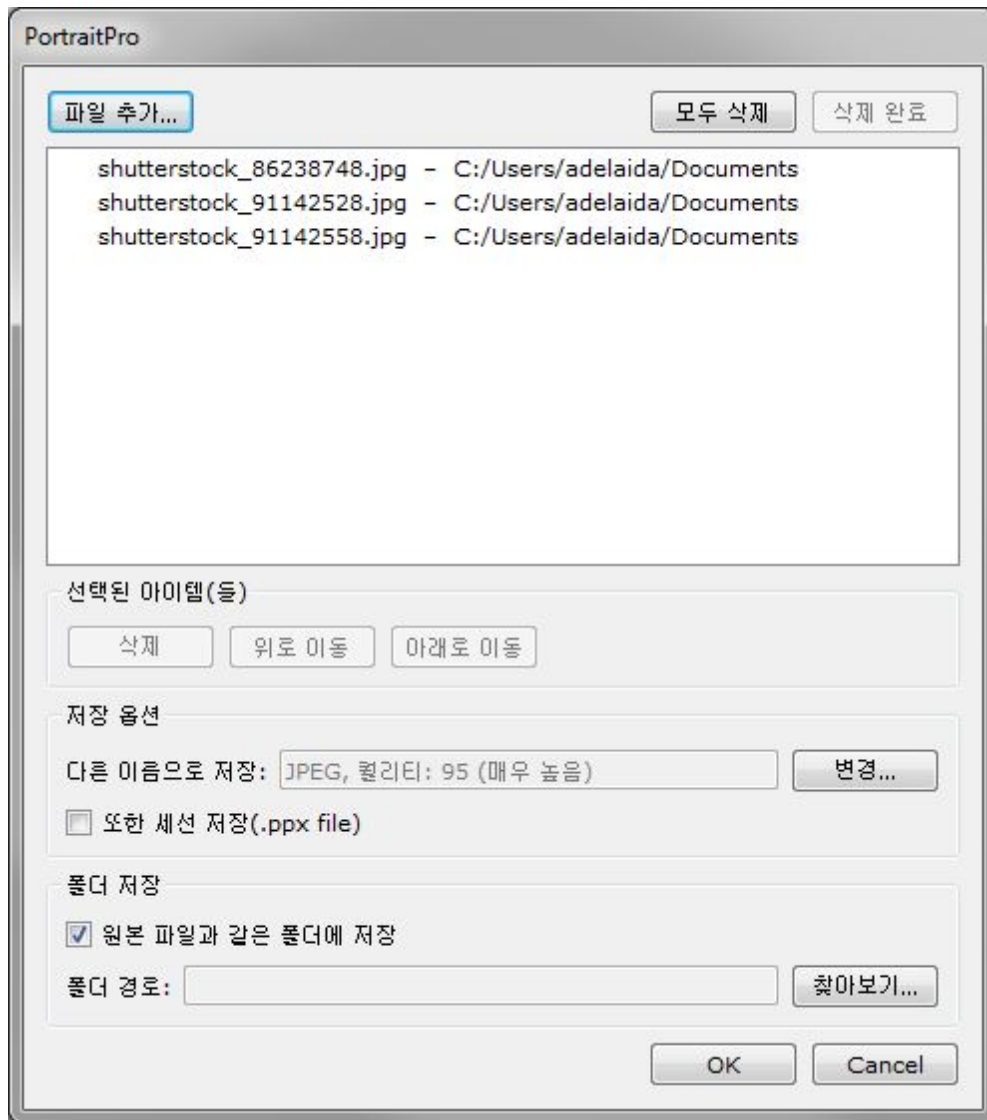 PortraitPro
파일 추가... 모두 삭제 삭제 완료
shutterstock_86238748.jpg – C:/Users/adelaida/Documents
shutterstock_91142528.jpg – C:/Users/adelaida/Documents
shutterstock_91142558.jpg – C:/Users/adelaida/Documents
선택된 아이템(들)
삭제 위로 이동 아래로 이동
저장 옵션
다른 이름으로 저장: JPEG, 퀄리티: 95 (매우 높음) 변경...
또한 세선 저장(.ppx file)
폴더 저장
원본 파일과 같은 폴더에 저장
폴더 경로: 찾아보기...
OK Cancel